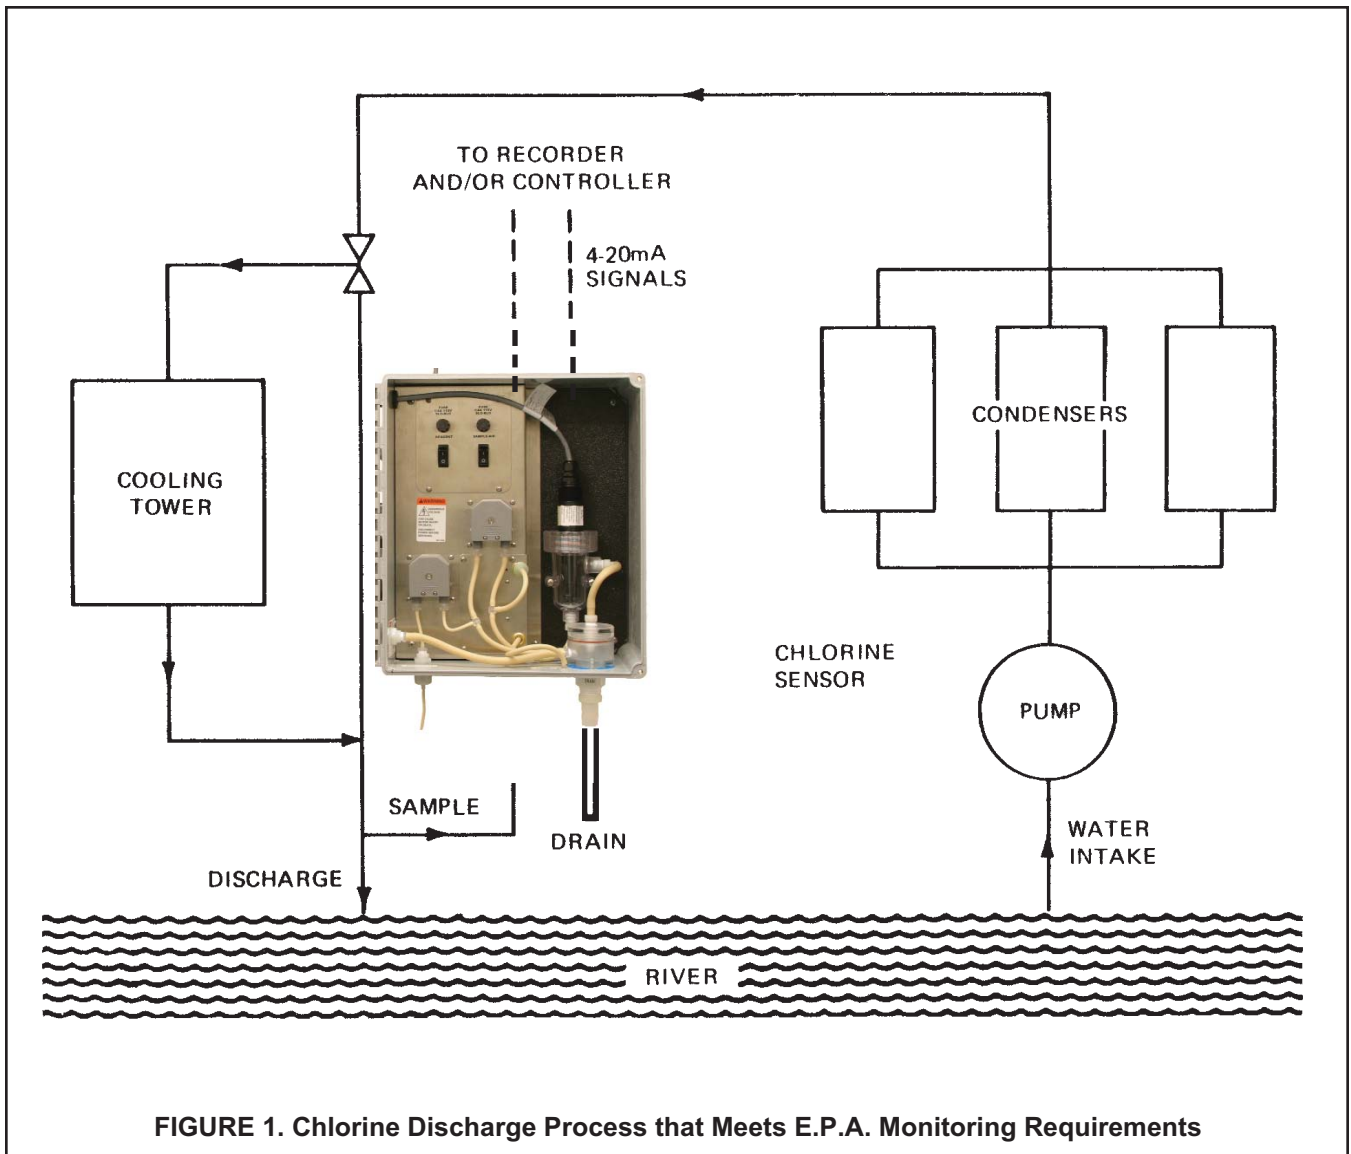 TO RECORDER
AND/OR CONTROLLER
4-20mA
SIGNALS
CONDENSERS
COOLING
TOWER
CHLORINE
SENSOR
PUMP
SAMPLE
DRAIN
WATER
INTAKE
DISCHARGE
RIVER
FIGURE 1. Chlorine Discharge Process that Meets E.P.A. Monitoring Requirements